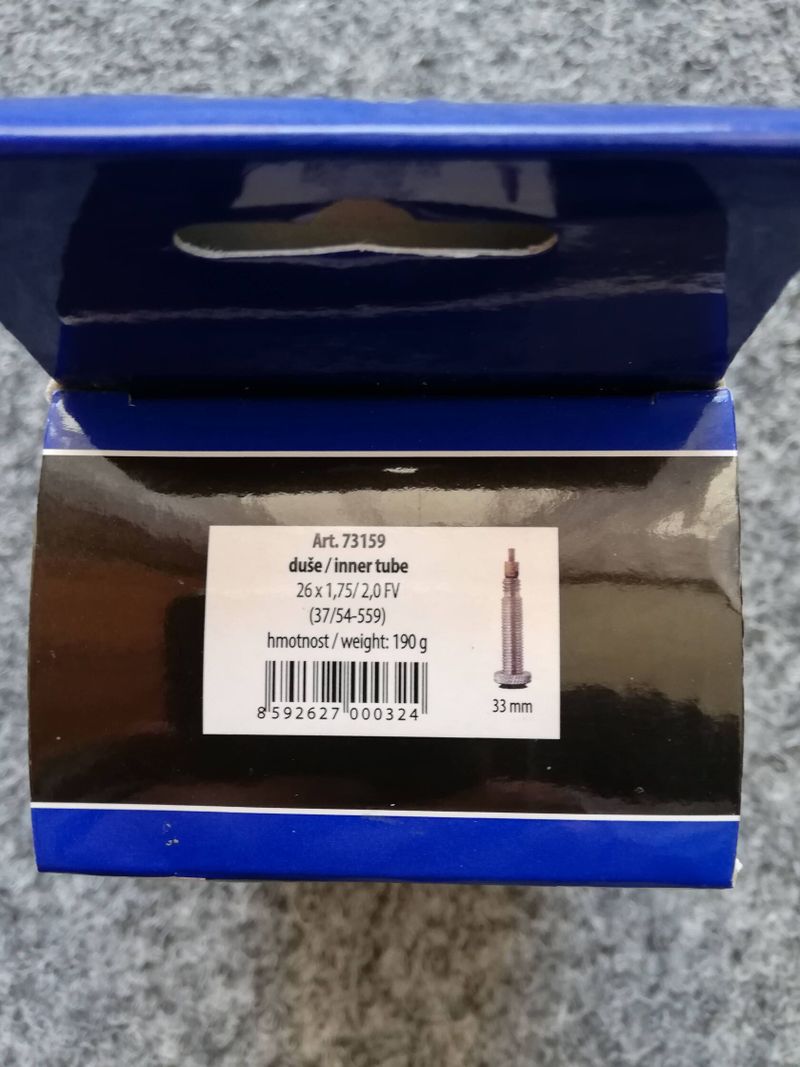 Art. 73159
duše / inner tube
26 x 1,75/ 2,0 FV
(37/54-559)
hmotnost / weight: 190 g
8 592627 000324
33 mm